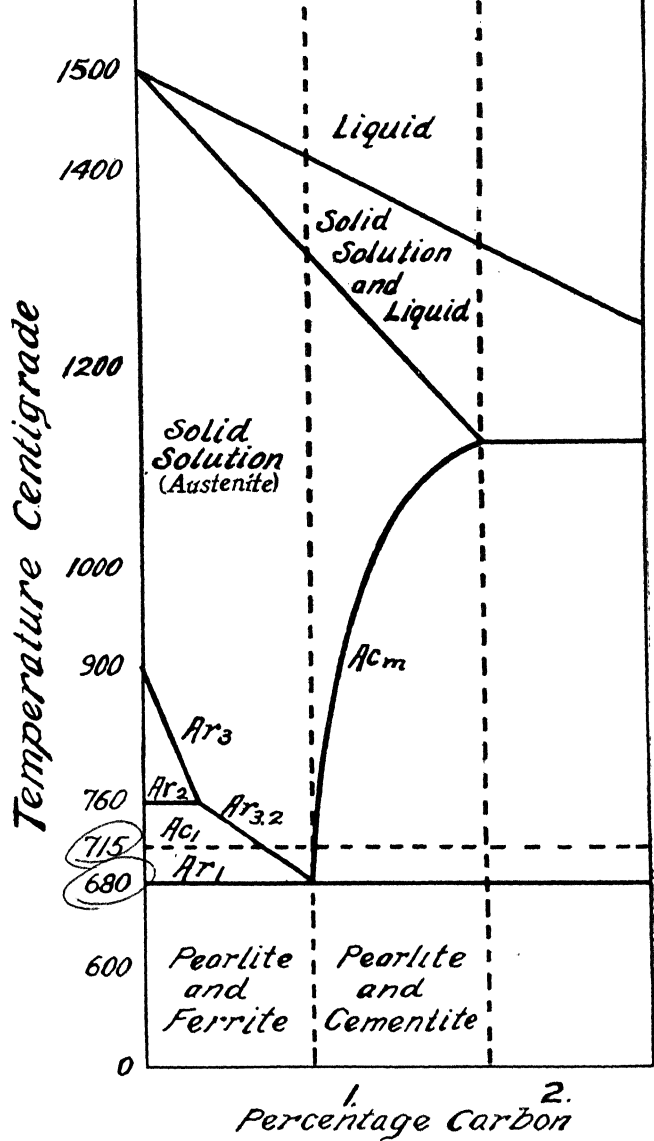 1500
Liquid
1400
Solid
Solution
and
Liquid
1200
Solid
Solution
(Austenite)
1000
Acm
900
Ar3
760
Ar2
Ar3.2
Ac1
715
Ar1
680
600
Pearlite
and
Ferrite
Pearlite
and
Cementite
0
1.
2.
Percentage Carbon
Temperature Centigrade